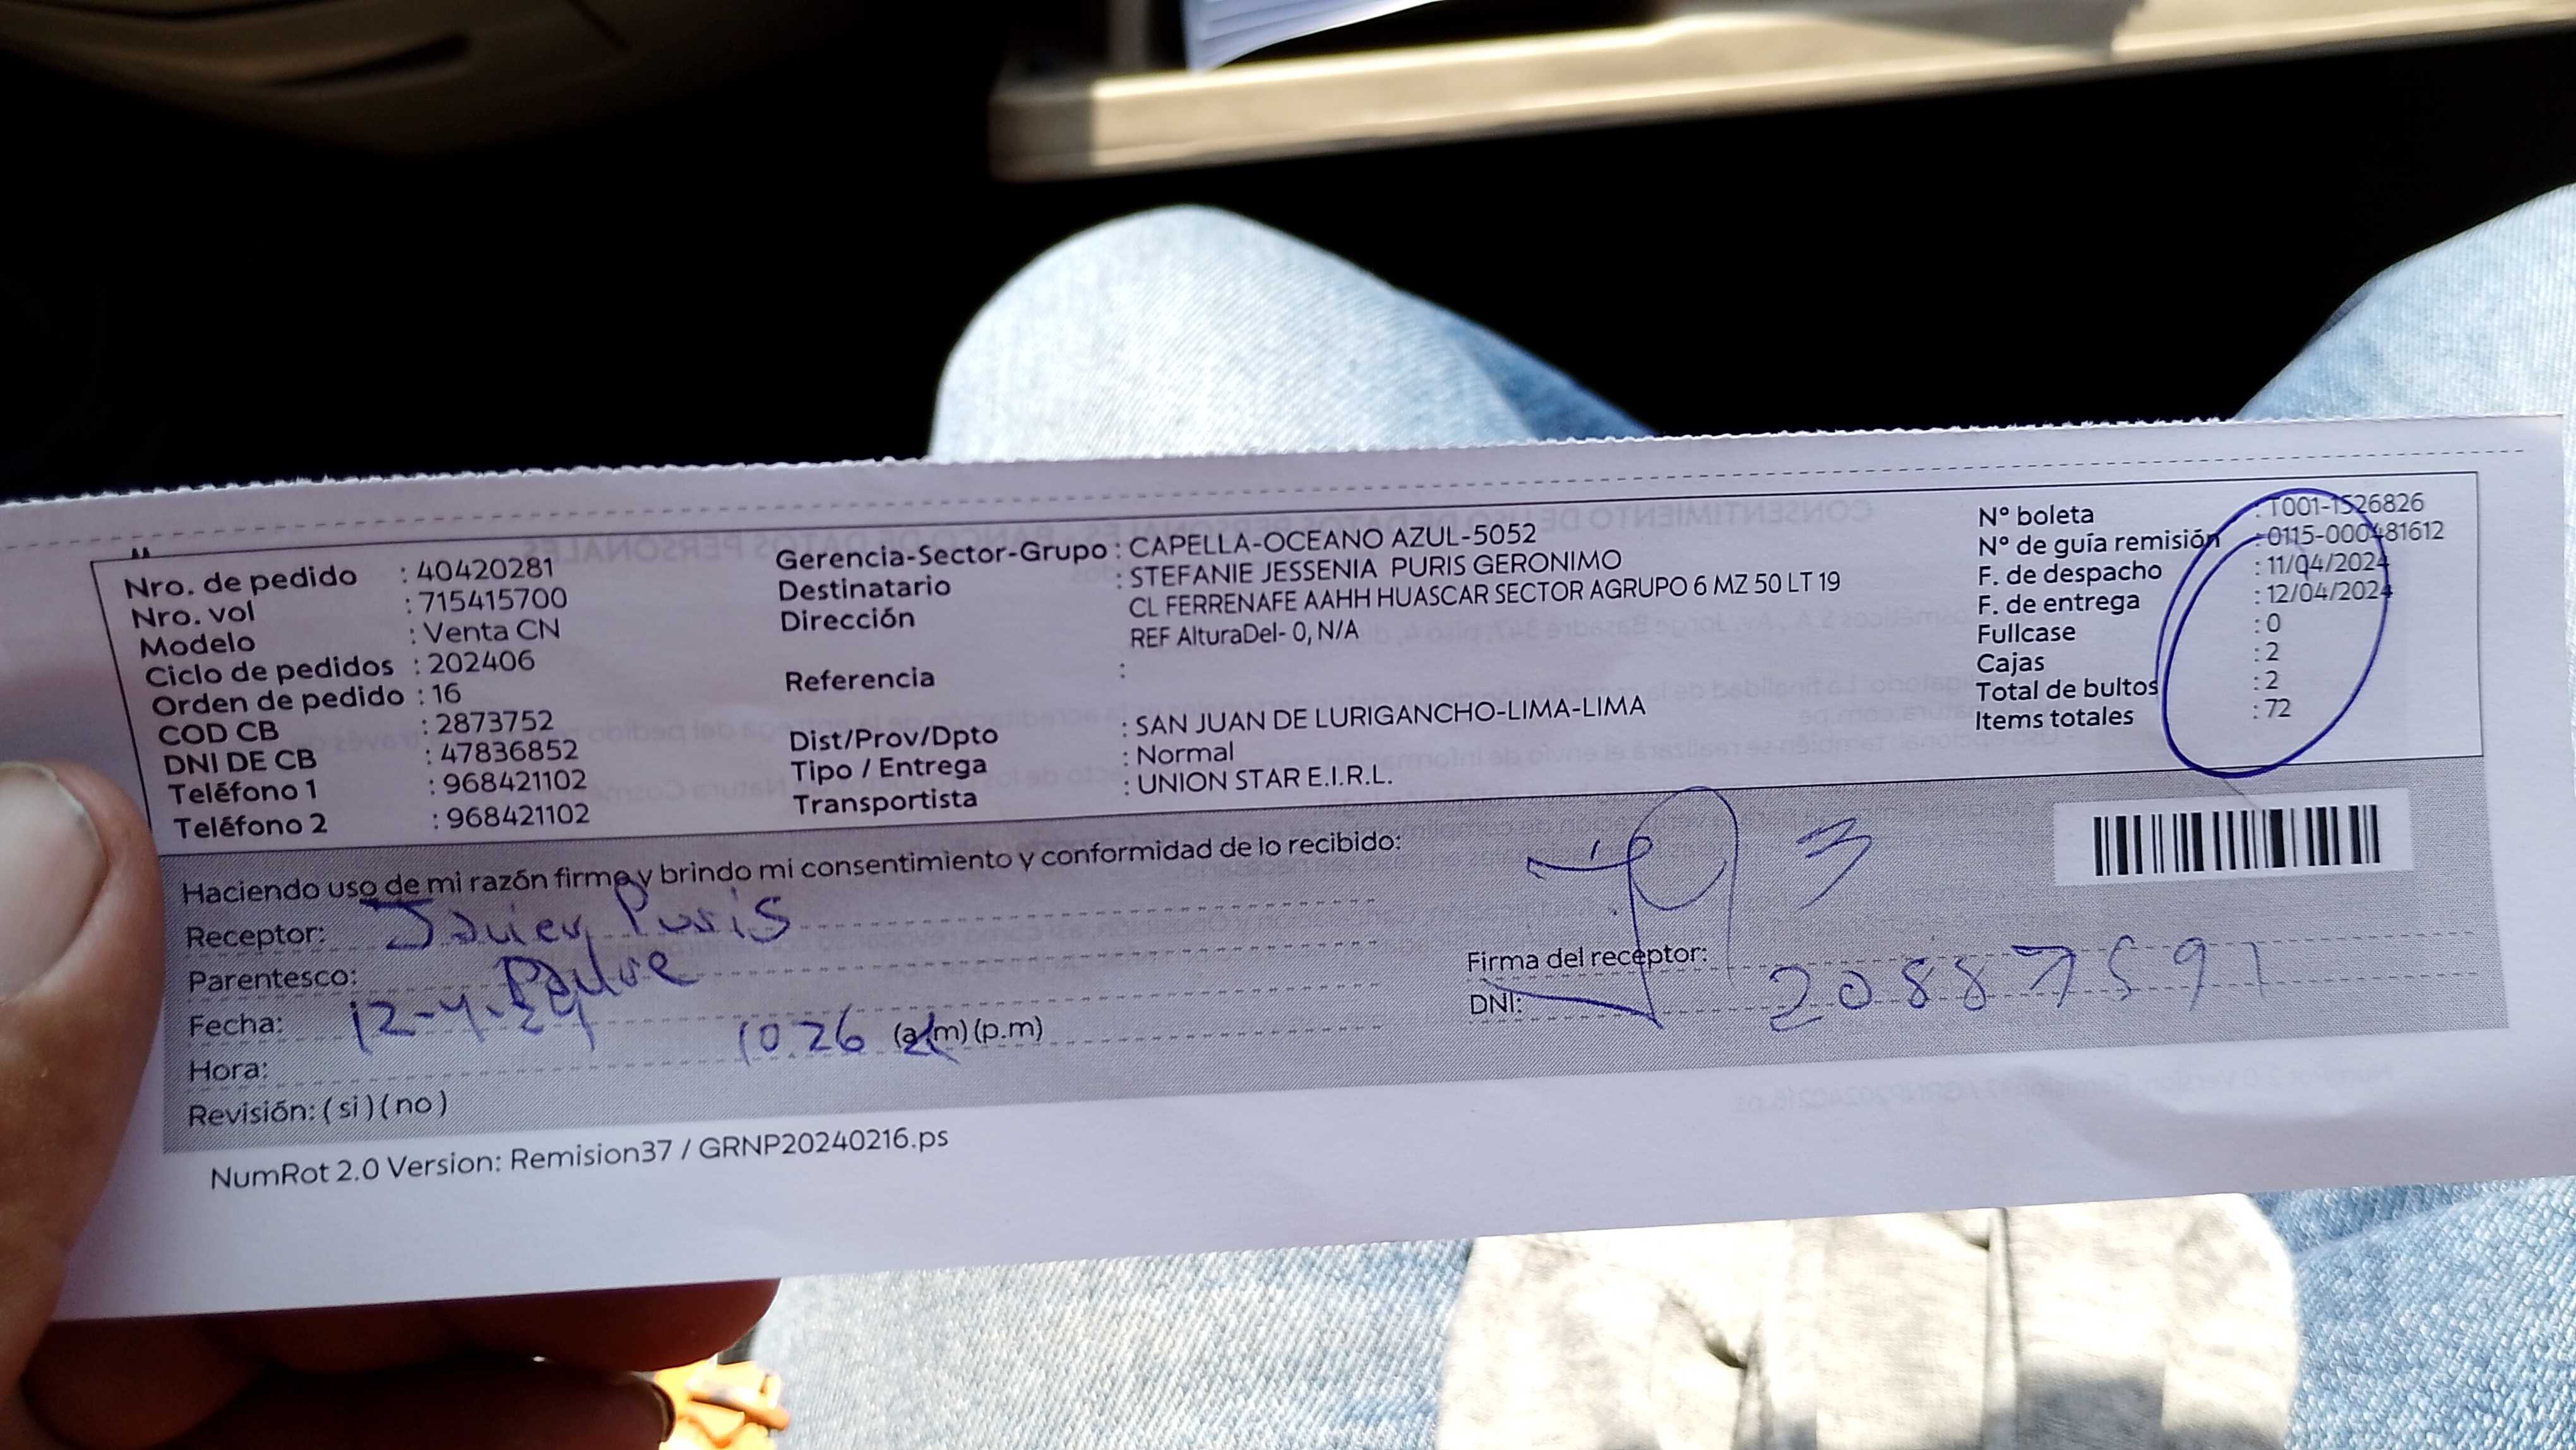 Nro. de pedido : 40420281
Nro. vol : 715415700
Modelo : Venta CN
Ciclo de pedidos : 202406
Orden de pedido : 16
COD CB : 2873752
DNI DE CB : 47836852
Teléfono 1 : 968421102
Teléfono 2 : 968421102
Gerencia-Sector-Grupo : CAPELLA-OCEANO AZUL-5052
Destinatario : STEFANIE JESSENIA PURIS GERONIMO
Dirección CL FERRENAFE AAHH HUASCAR SECTOR AGRUPO 6 MZ 50 LT 19
REF AlturaDel- 0, N/A
Referencia :
Dist/Prov/Dpto : SAN JUAN DE LURIGANCHO-LIMA-LIMA
Tipo / Entrega : Normal
Transportista : UNION STAR E.I.R.L.
N° boleta : T001-1526826
N° de guía remisión : 0115-000481612
F. de despacho : 11/04/2024
F. de entrega : 12/04/2024
Fullcase : 0
Cajas : 2
Total de bultos : 2
Items totales : 72
Haciendo uso de mi razón firma y brindo mi consentimiento y conformidad de lo recibido:
Receptor: Javier Puris
Parentesco: Padre
Fecha: 12-4-24
Hora: 10 26 (a.m) (p.m)
Revisión: ( si ) ( no )
Firma del receptor:
DNI: 20887591
NumRot 2.0 Version: Remision37 / GRNP20240216.ps